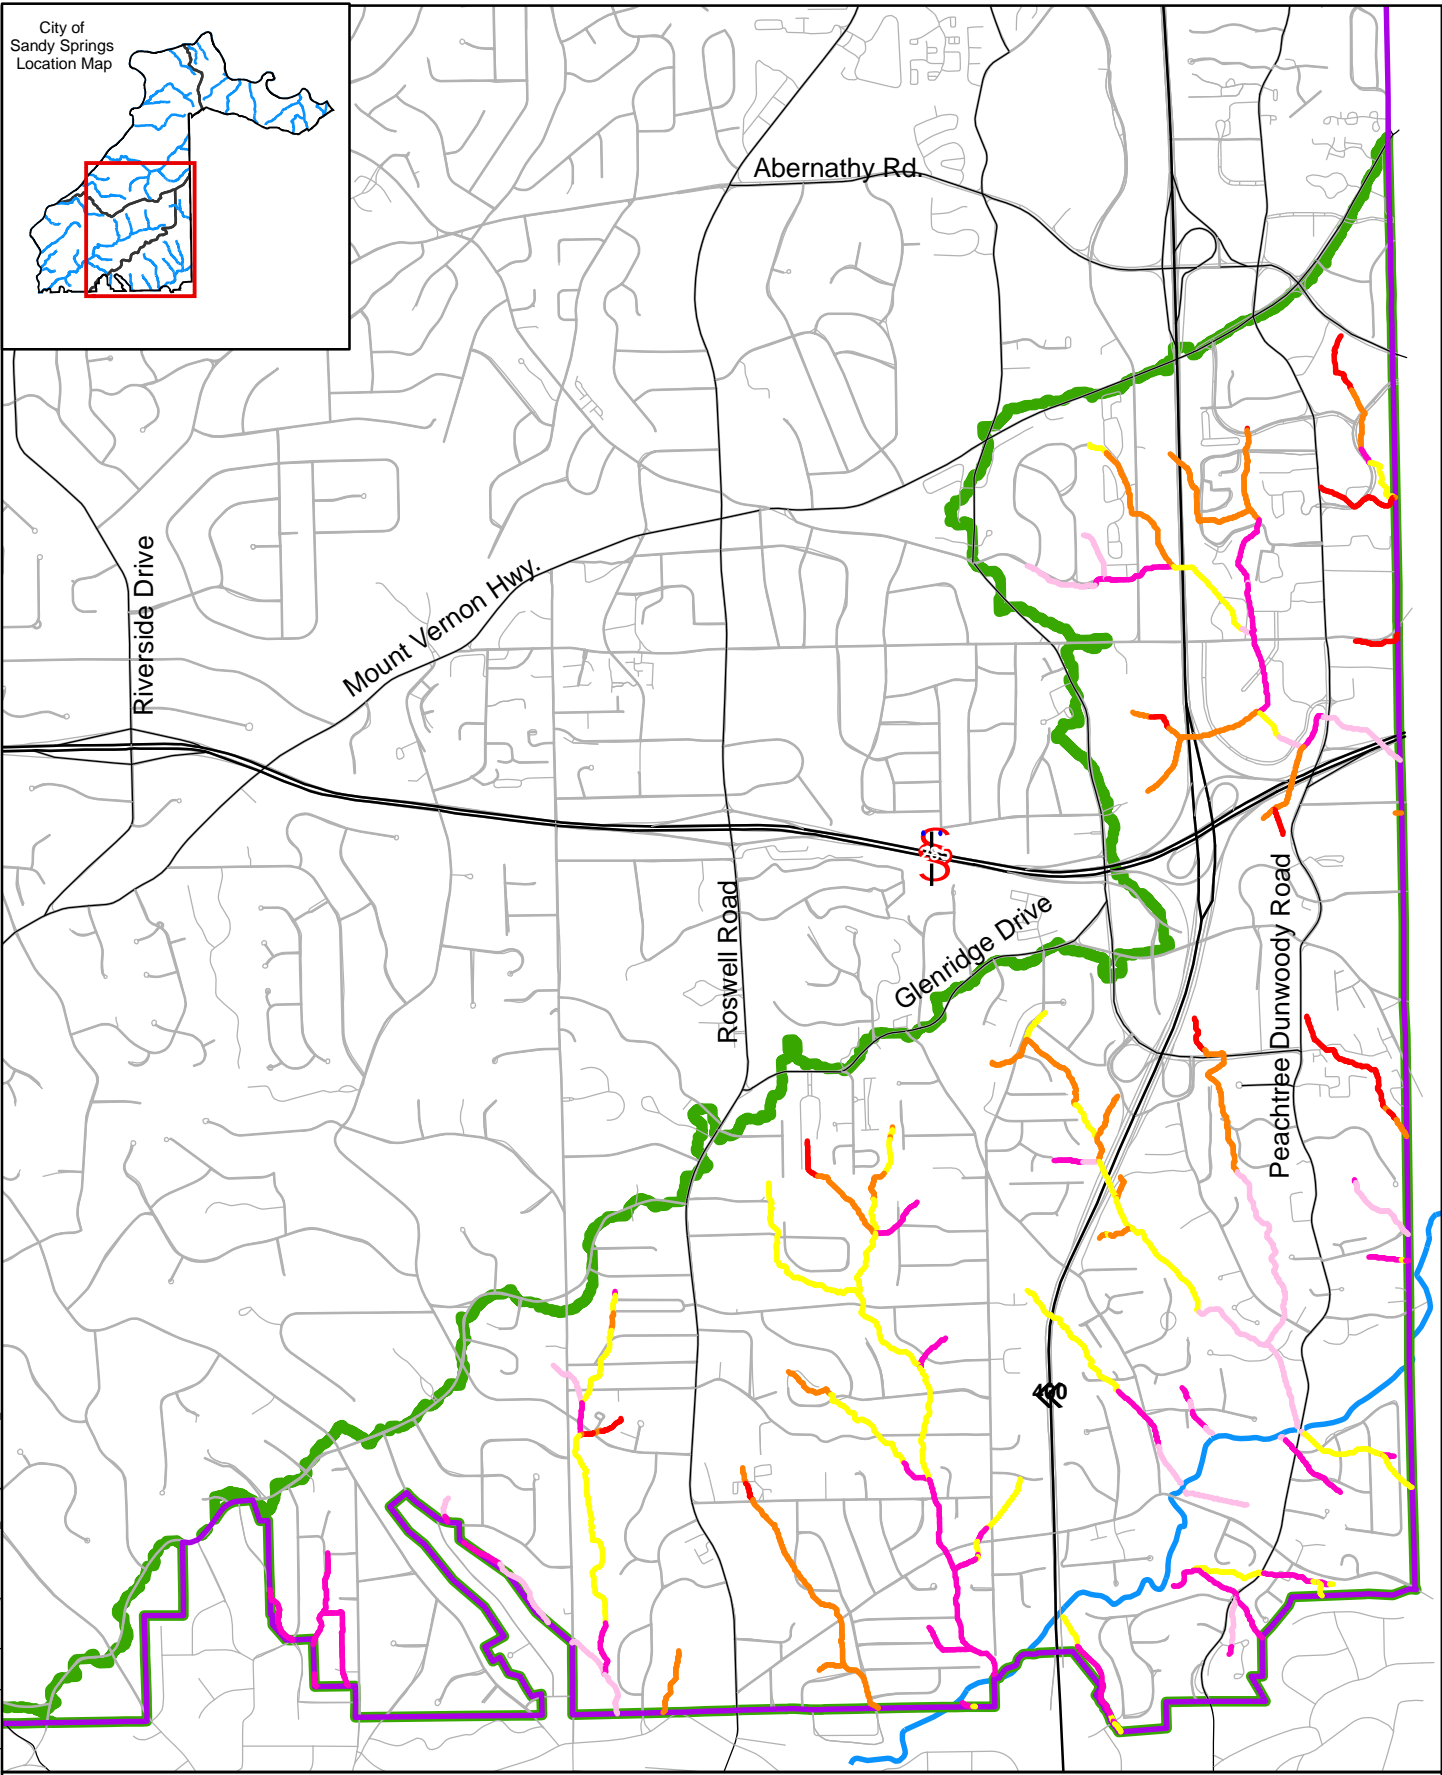 City of
Sandy Springs
Location Map
Abernathy Rd.
Riverside Drive
Mount Vernon Hwy.
Roswell Road
Glenridge Drive
Peachtree Dunwoody Road
285
400